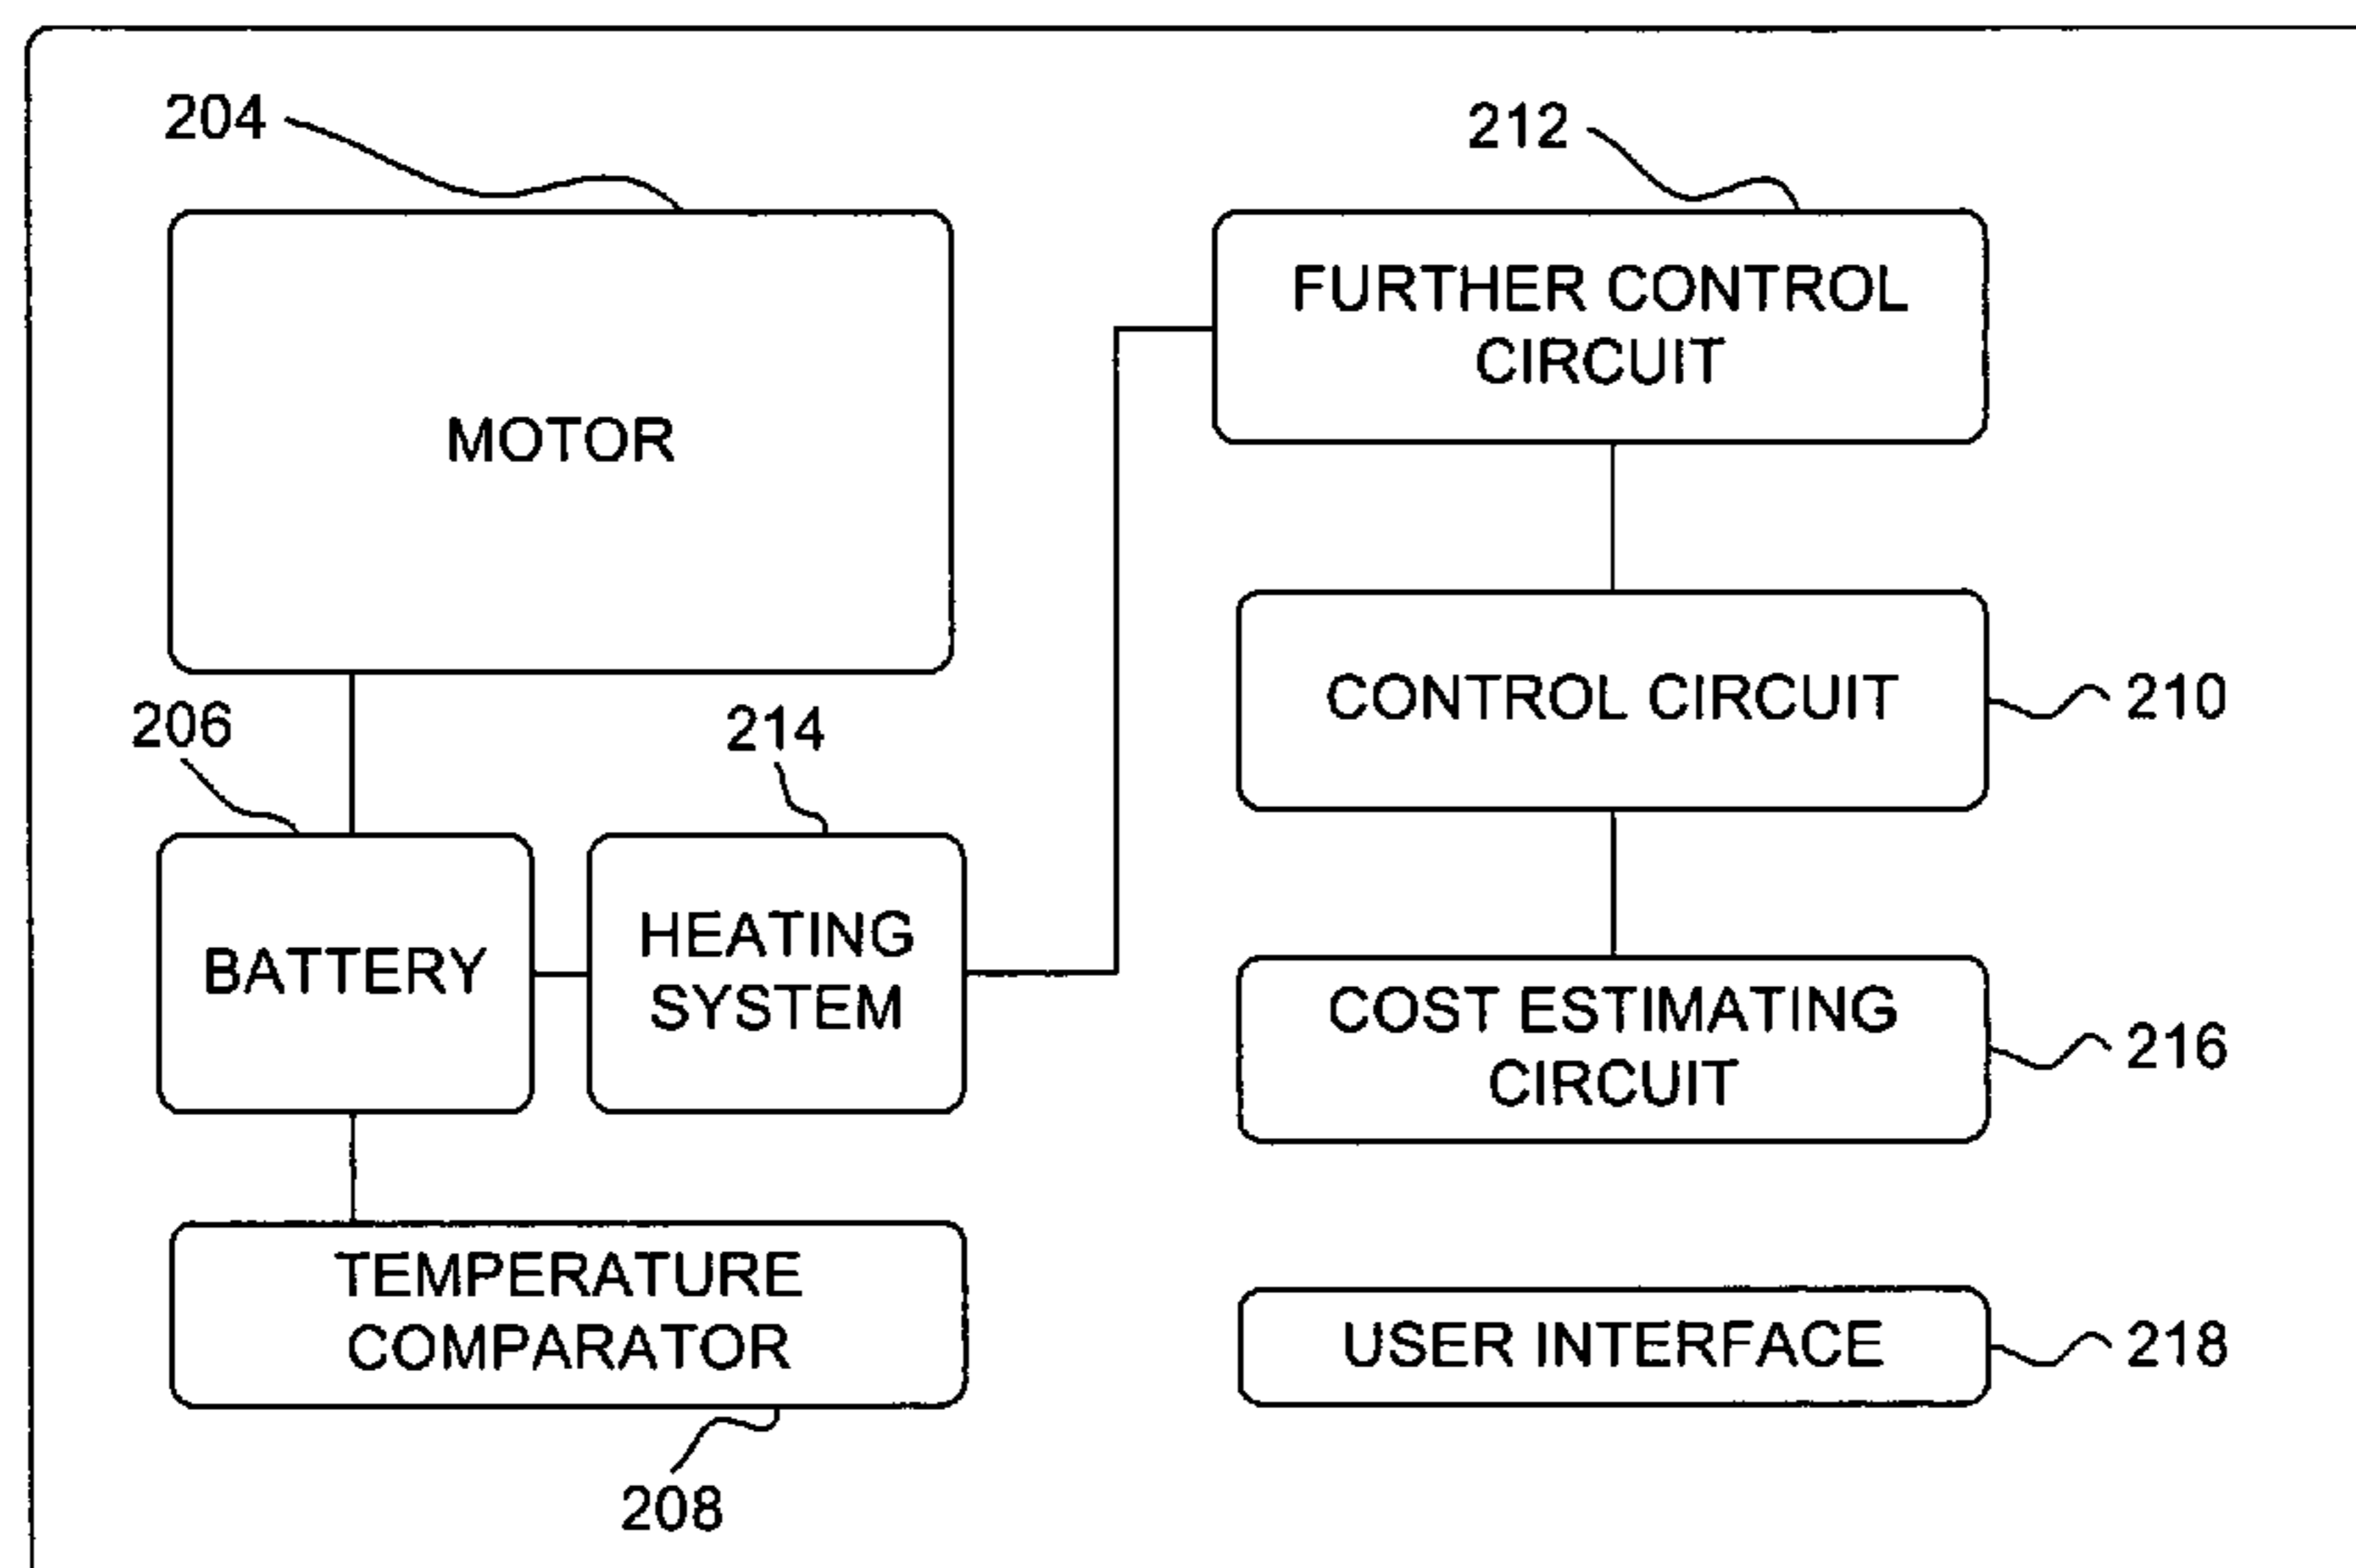 204
212
MOTOR
FURTHER CONTROL
CIRCUIT
206
214
CONTROL CIRCUIT
210
BATTERY
HEATING
SYSTEM
COST ESTIMATING
CIRCUIT
216
TEMPERATURE
COMPARATOR
USER INTERFACE
218
208